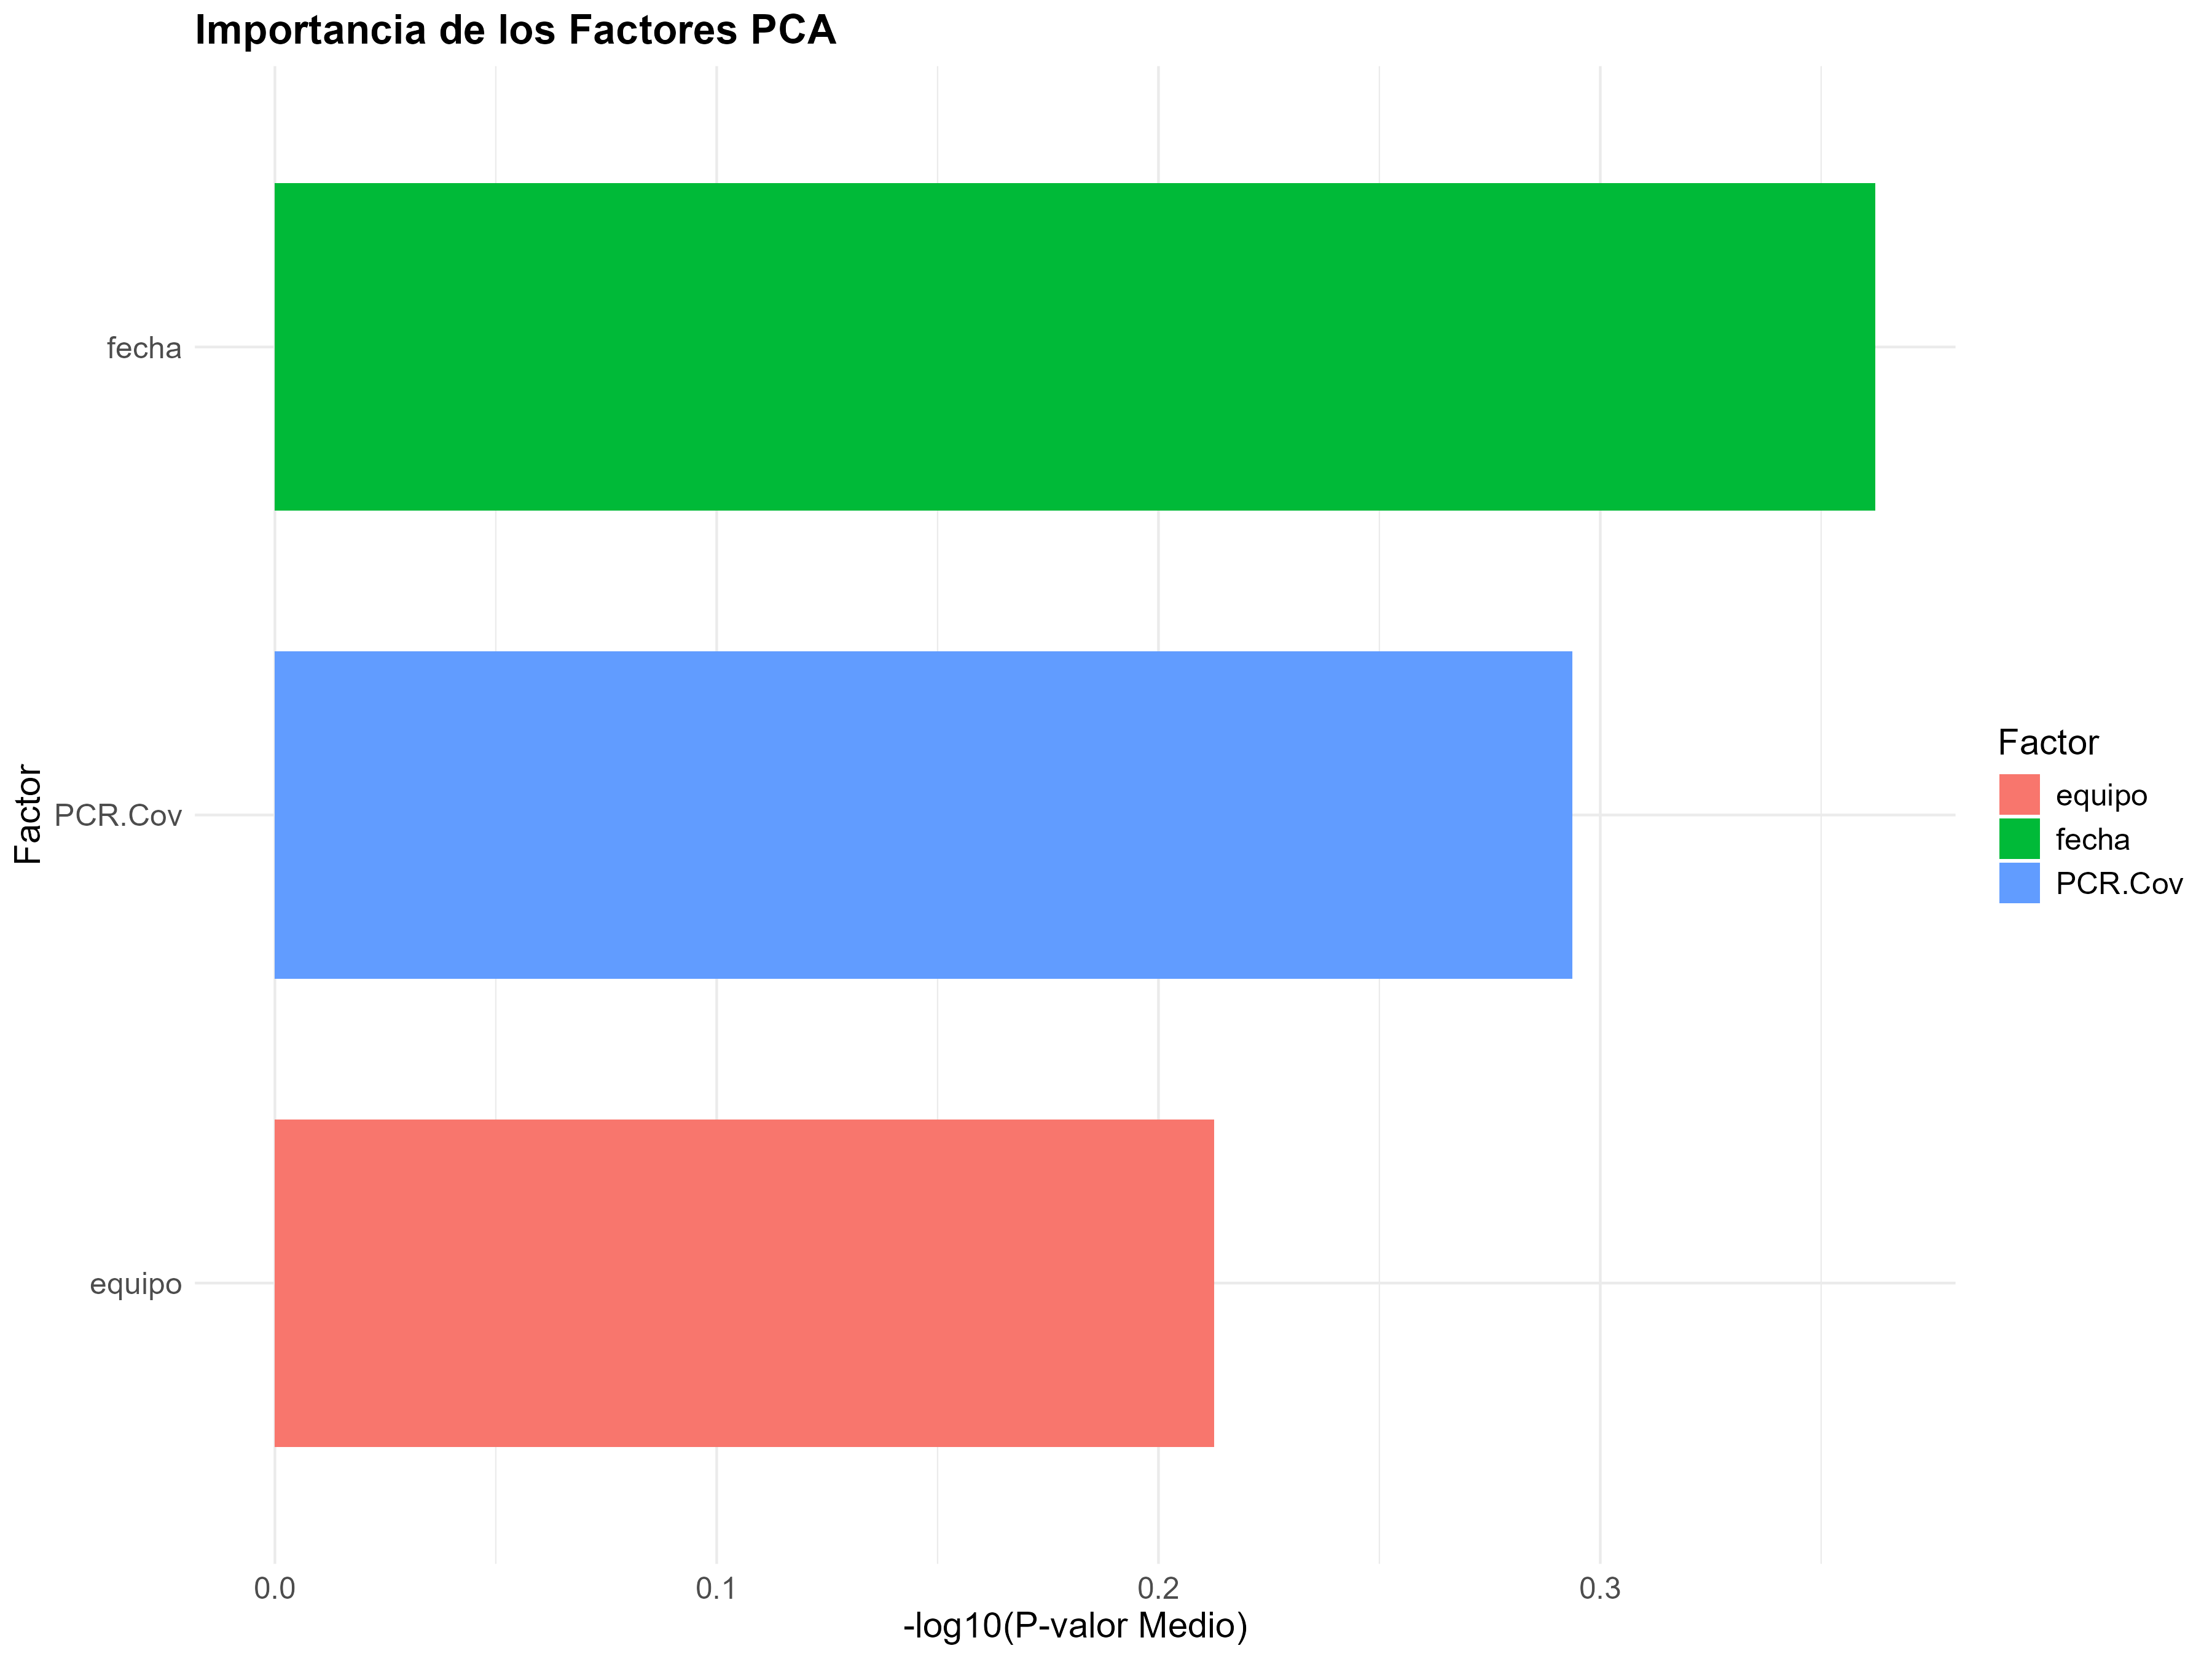 Importancia de los Factores PCA
fecha
PCR.Cov
equipo
Factor
0.0
0.1
0.2
0.3
-log10(P-valor Medio)
Factor
equipo
fecha
PCR.Cov